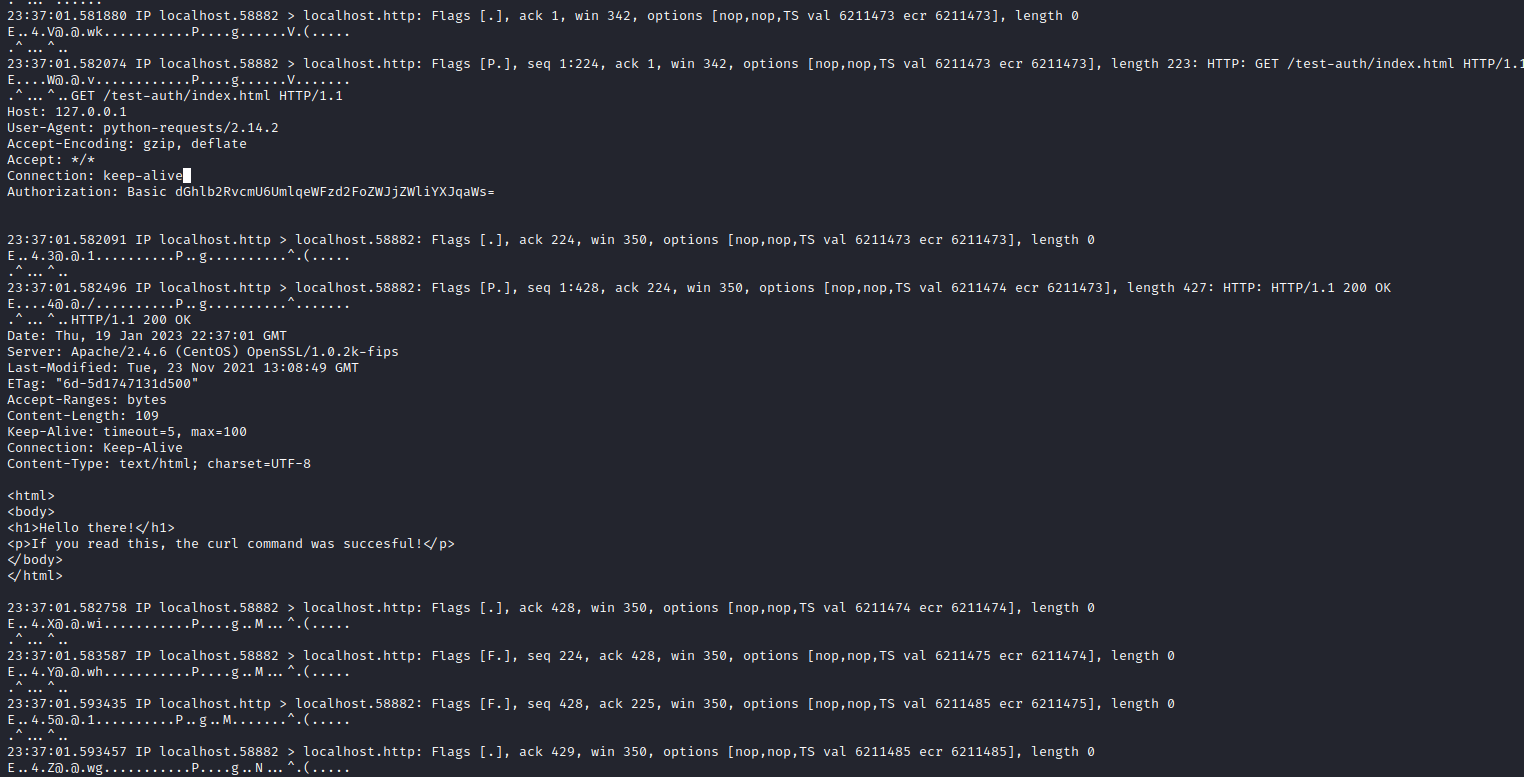 23:37:01.581880 IP localhost.58882 > localhost.http: Flags [.], ack 1, win 342, options [nop,nop,TS val 6211473 ecr 6211473], length 0
E..4.V@.@.wk...........P....g......V.(.....
.^...^..
23:37:01.582074 IP localhost.58882 > localhost.http: Flags [P.], seq 1:224, ack 1, win 342, options [nop,nop,TS val 6211473 ecr 6211473], length 223: HTTP: GET /test-auth/index.html HTTP/1.1
E....W@.@.v............P....g......V.......
.^...^..GET /test-auth/index.html HTTP/1.1
Host: 127.0.0.1
User-Agent: python-requests/2.14.2
Accept-Encoding: gzip, deflate
Accept: */*
Connection: keep-alive
Authorization: Basic dGhlb2RvcmU6UmlqeWFzd2FoZWJjZWliYXJqaWs=
23:37:01.582091 IP localhost.http > localhost.58882: Flags [.], ack 224, win 350, options [nop,nop,TS val 6211473 ecr 6211473], length 0
E..4.3@.@.1..........P..g..........^.(.....
.^...^..
23:37:01.582496 IP localhost.http > localhost.58882: Flags [P.], seq 1:428, ack 224, win 350, options [nop,nop,TS val 6211474 ecr 6211473], length 427: HTTP: HTTP/1.1 200 OK
E....4@.@./..........P..g..........^.......
.^...^..HTTP/1.1 200 OK
Date: Thu, 19 Jan 2023 22:37:01 GMT
Server: Apache/2.4.6 (CentOS) OpenSSL/1.0.2k-fips
Last-Modified: Tue, 23 Nov 2021 13:08:49 GMT
ETag: "6d-5d1747131d500"
Accept-Ranges: bytes
Content-Length: 109
Keep-Alive: timeout=5, max=100
Connection: Keep-Alive
Content-Type: text/html; charset=UTF-8
<html>
<body>
<h1>Hello there!</h1>
<p>If you read this, the curl command was succesful!</p>
</body>
</html>
23:37:01.582758 IP localhost.58882 > localhost.http: Flags [.], ack 428, win 350, options [nop,nop,TS val 6211474 ecr 6211474], length 0
E..4.X@.@.wi...........P....g..M...^.(.....
.^...^..
23:37:01.583587 IP localhost.58882 > localhost.http: Flags [F.], seq 224, ack 428, win 350, options [nop,nop,TS val 6211475 ecr 6211474], length 0
E..4.Y@.@.wh...........P....g..M...^.(.....
.^...^..
23:37:01.593435 IP localhost.http > localhost.58882: Flags [F.], seq 428, ack 225, win 350, options [nop,nop,TS val 6211485 ecr 6211475], length 0
E..4.5@.@.1..........P..g..M.......^.(.....
.^...^..
23:37:01.593457 IP localhost.58882 > localhost.http: Flags [.], ack 429, win 350, options [nop,nop,TS val 6211485 ecr 6211485], length 0
E..4.Z@.@.wg...........P....g..N...^.(.....